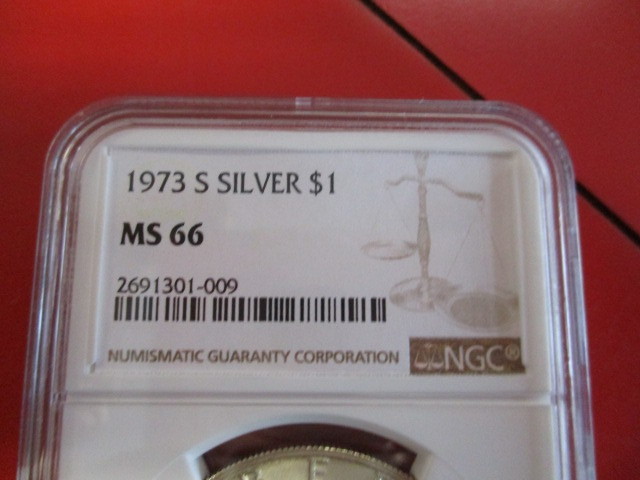 1973 S SILVER $1
MS 66
2691301-009
NUMISMATIC GUARANTY CORPORATION NGC®